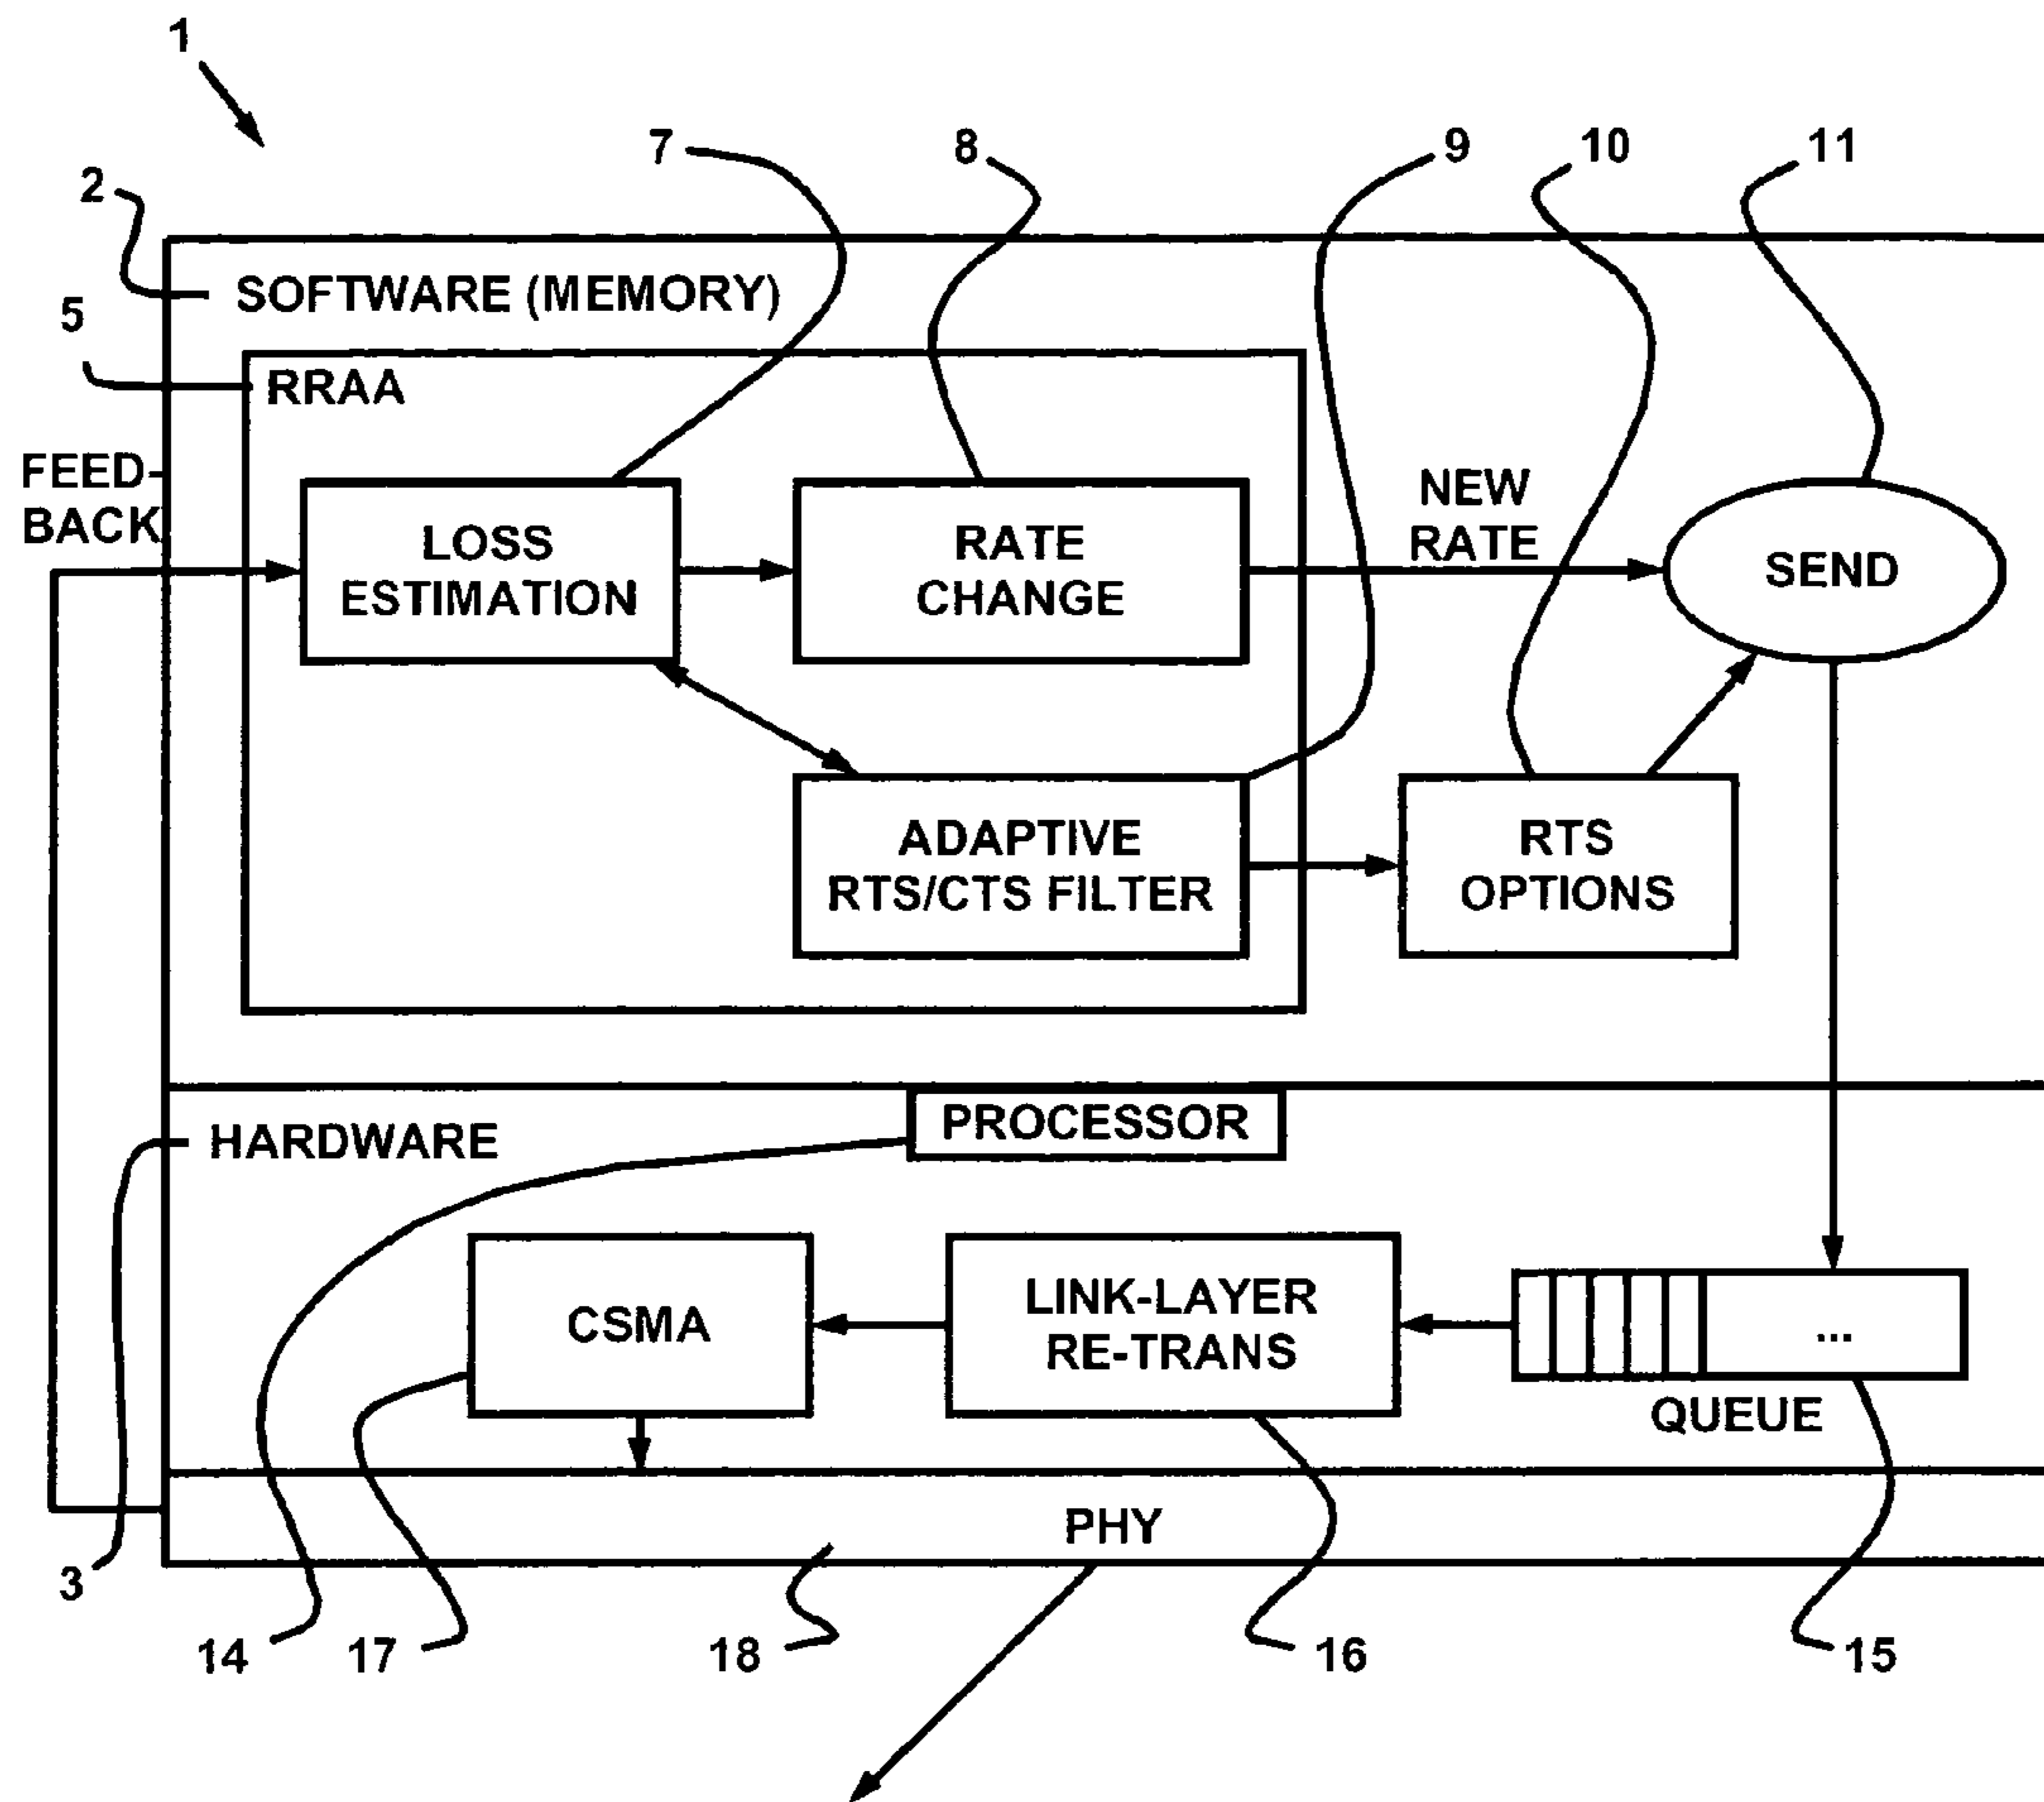 1
7
8
9
10
11
2
SOFTWARE (MEMORY)
5
RRAA
FEED-
BACK
LOSS
ESTIMATION
RATE
CHANGE
NEW
RATE
SEND
ADAPTIVE
RTS/CTS FILTER
RTS
OPTIONS
PROCESSOR
HARDWARE
CSMA
LINK-LAYER
RE-TRANS
...
QUEUE
PHY
3
14
17
18
16
15